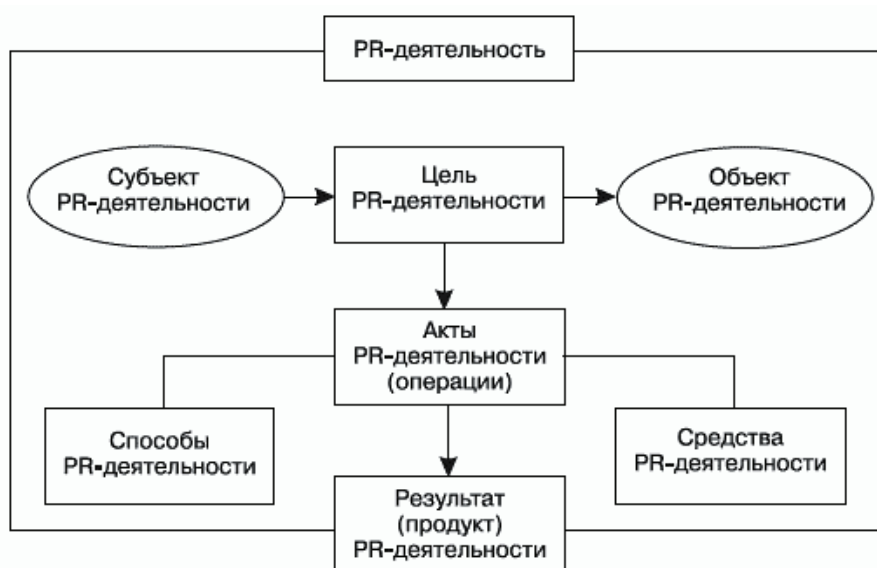 PR-деятельность
Субъект
PR-деятельности
Цель
PR-деятельности
Объект
PR-деятельности
Акты
PR-деятельности
(операции)
Способы
PR-деятельности
Средства
PR-деятельности
Результат
(продукт)
PR-деятельности